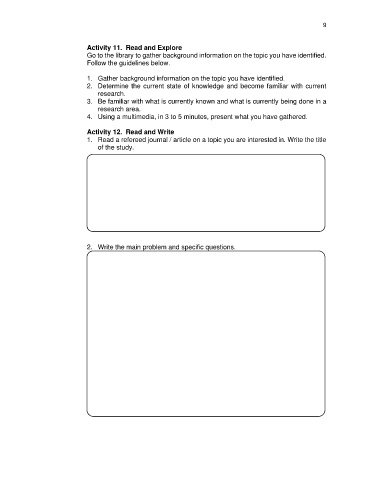 9
Activity 11. Read and Explore
Go to the library to gather background information on the topic you have identified.
Follow the guidelines below.
1. Gather background information on the topic you have identified.
2. Determine the current state of knowledge and become familiar with current
research.
3. Be familiar with what is currently known and what is currently being done in a
research area.
4. Using a multimedia, in 3 to 5 minutes, present what you have gathered.
Activity 12. Read and Write
1. Read a refereed journal / article on a topic you are interested in. Write the title
of the study.
2. Write the main problem and specific questions.